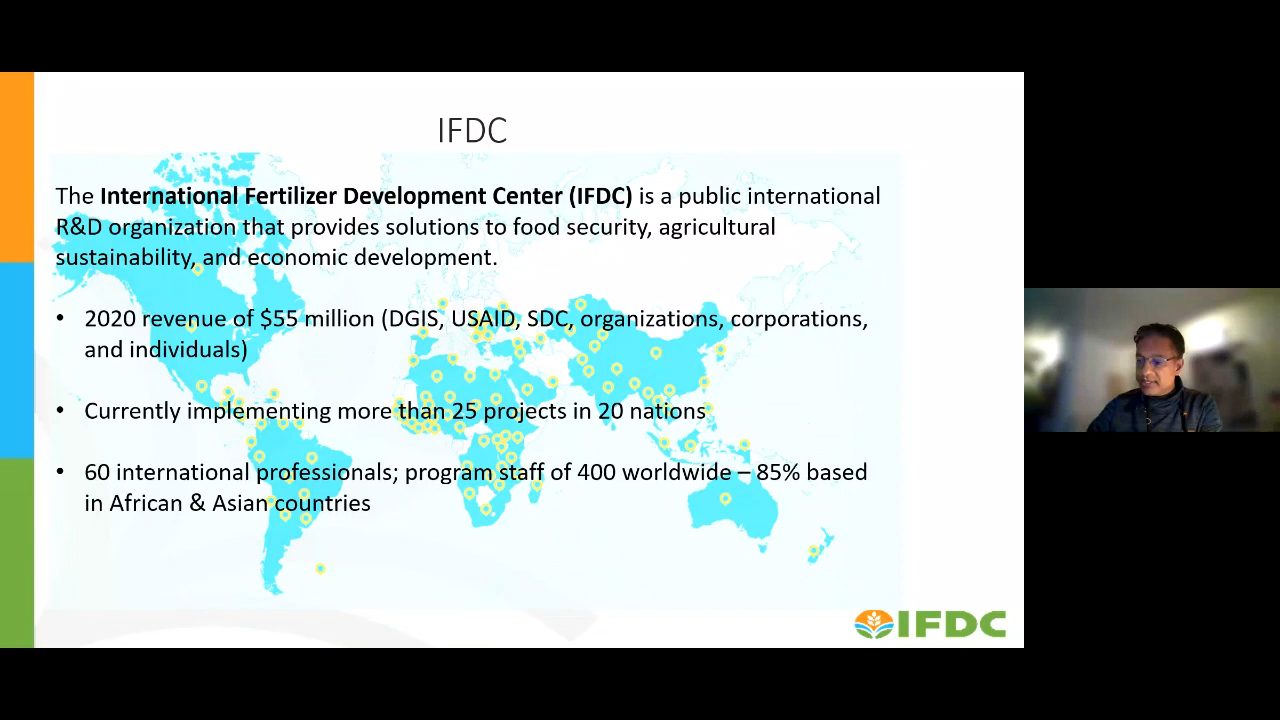 IFDC
The International Fertilizer Development Center (IFDC) is a public international
R&D organization that provides solutions to food security, agricultural
sustainability, and economic development.
• 2020 revenue of $55 million (DGIS, USAID, SDC, organizations, corporations,
and individuals)
• Currently implementing more than 25 projects in 20 nations
• 60 international professionals; program staff of 400 worldwide – 85% based
in African & Asian countries
IFDC